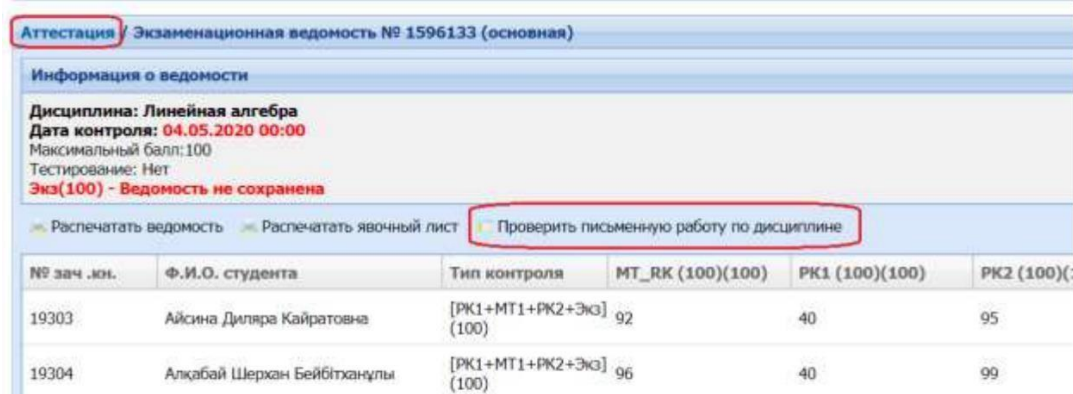 Аттестация / Экзаменационная ведомость № 1596133 (основная)
Информация о ведомости
Дисциплина: Линейная алгебра
Дата контроля: 04.05.2020 00:00
Максимальный балл:100
Тестирование: Нет
Экз(100) - Ведомость не сохранена
Распечатать ведомость Распечатать явочный лист Проверить письменную работу по дисциплине
№ зач .кн. Ф.И.О. студента Тип контроля MT_RK (100)(100) РК1 (100)(100) РК2 (100)(
19303 Айсина Диляра Кайратовна [РК1+МТ1+РК2+Экз] (100) 92 40 95
19304 Алқабай Шерхан Бейбітханұлы [РК1+МТ1+РК2+Экз] (100) 96 40 99